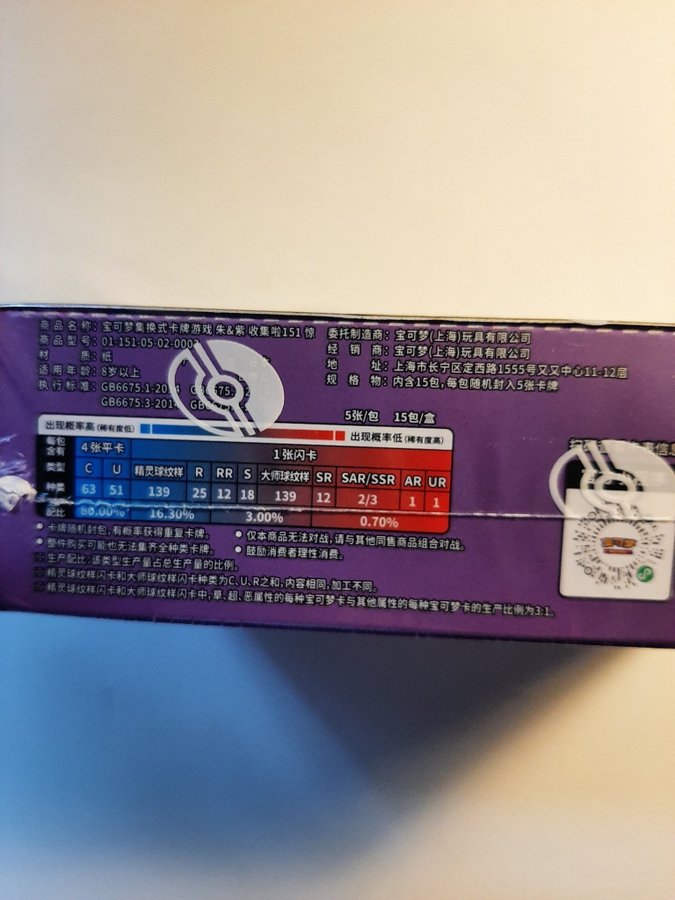 商品名称：宝可梦集换式卡牌游戏 朱&紫 收集啦151 惊
商品型号：01-151-05-02-000
材 质：纸
适用年龄：8岁以上
执行标准：GB6675.1-2014 GB6675.2
GB6675.3-2014 GB6675.
委托制造商：宝可梦(上海)玩具有限公司
经销商：宝可梦(上海)玩具有限公司
地址：上海市长宁区定西路1555号又又中心11-12层
规格物：内含15包，每包随机封入5张卡牌
5张/包 15包/盒
出现概率高(稀有度低) 出现概率低(稀有度高)
每包含有 4张平卡 1张闪卡
类型 C U 精灵球纹样 R RR S 大师球纹样 SR SAR/SSR AR UR
种类 63 51 139 25 12 18 139 12 2/3 1 1
配比 80.00% 16.30% 3.00% 0.70%
• 卡牌随机封包，有概率获得重复卡牌。 • 仅本商品无法对战，请与其他同售商品组合对战。
• 整件购买可能也无法集齐全种类卡牌。 • 鼓励消费者理性消费。
生产配比：该类型生产量占总生产量的比例。
精灵球纹样闪卡和大师球纹样闪卡种类为C、U、R之和，内容相同，加工不同。
精灵球纹样闪卡和大师球纹样闪卡中，草、超、恶属性的每种宝可梦卡与其他属性的每种宝可梦卡的生产比例为3:1。